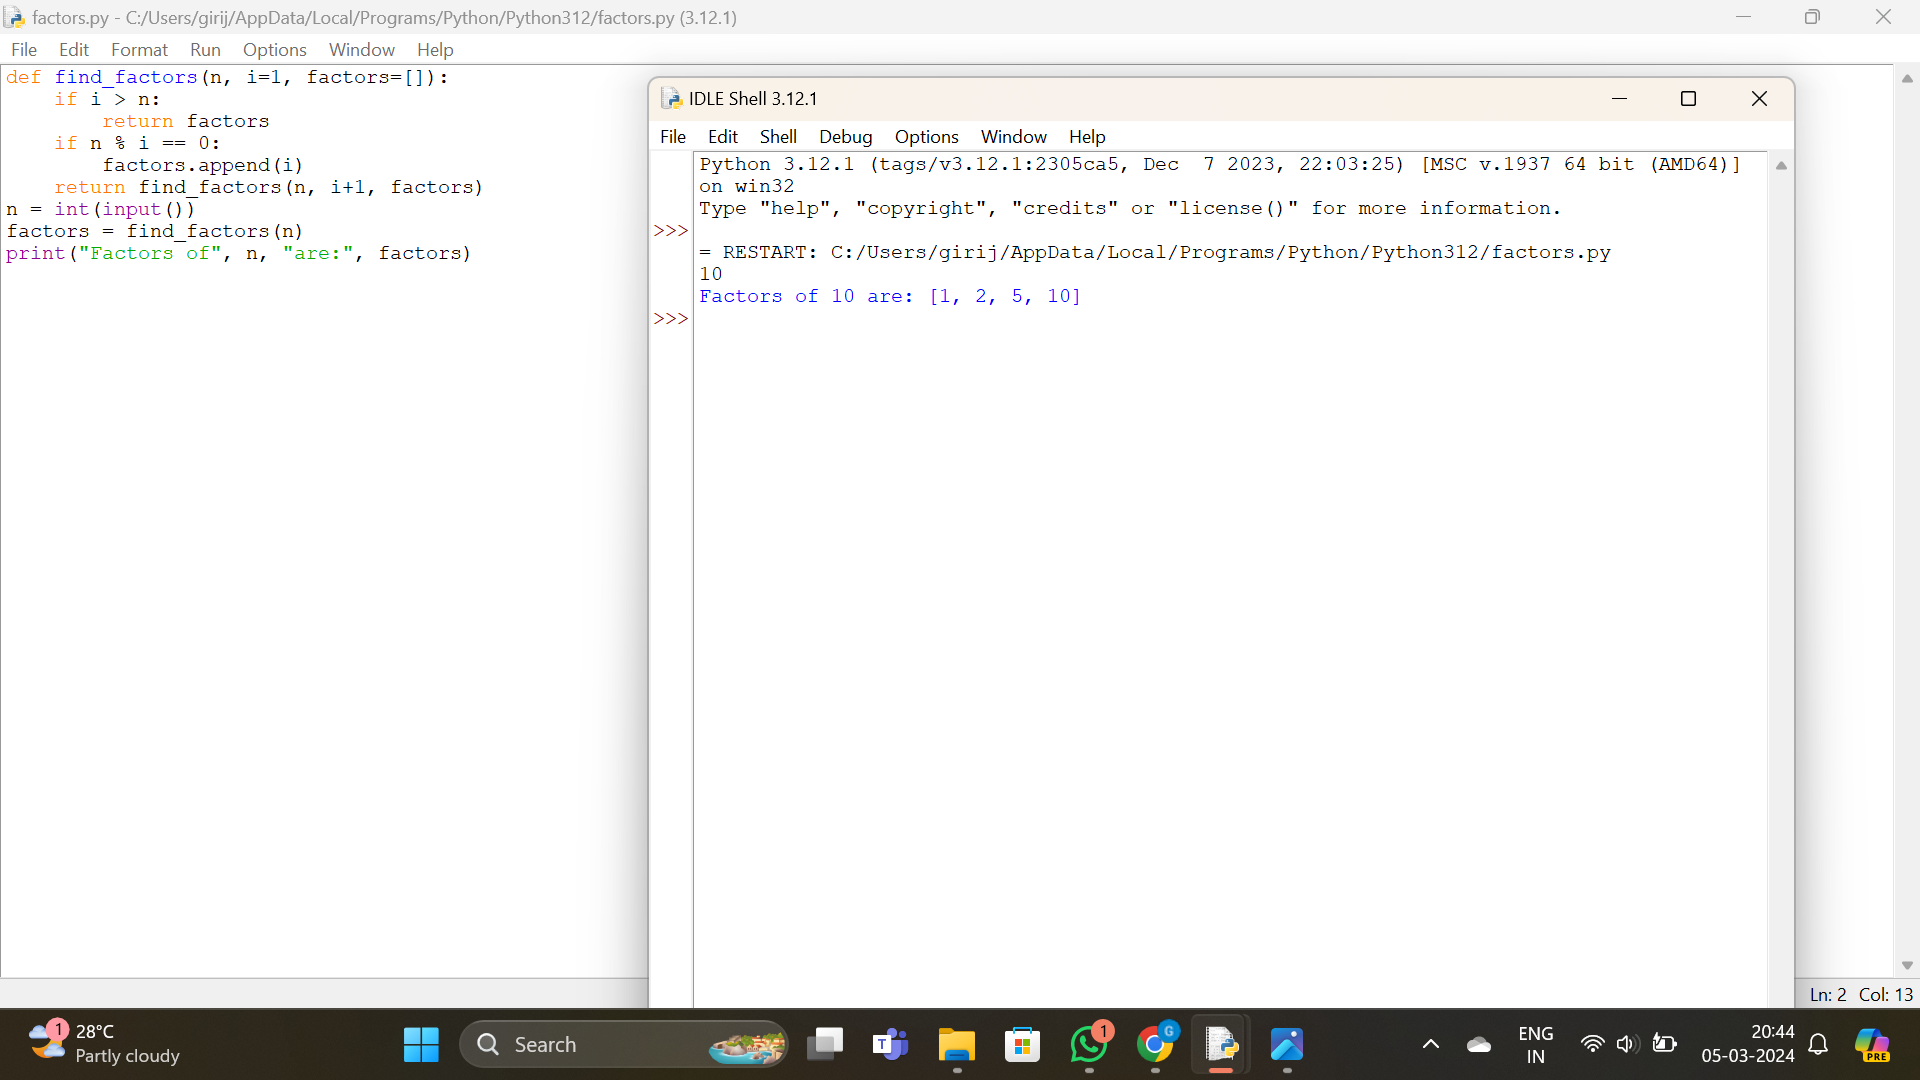 factors.py - C:/Users/girij/AppData/Local/Programs/Python/Python312/factors.py (3.12.1)
File Edit Format Run Options Window Help
def find_factors(n, i=1, factors=[]):
    if i > n:
        return factors
    if n % i == 0:
        factors.append(i)
    return find_factors(n, i+1, factors)
n = int(input())
factors = find_factors(n)
print("Factors of", n, "are:", factors)
IDLE Shell 3.12.1
File Edit Shell Debug Options Window Help
Python 3.12.1 (tags/v3.12.1:2305ca5, Dec  7 2023, 22:03:25) [MSC v.1937 64 bit (AMD64)]
on win32
Type "help", "copyright", "credits" or "license()" for more information.
>>>
= RESTART: C:/Users/girij/AppData/Local/Programs/Python/Python312/factors.py
10
Factors of 10 are: [1, 2, 5, 10]
>>>
Ln: 2 Col: 13
1
28°C
Partly cloudy
Search
T
1
G
ENG
IN
20:44
05-03-2024
PRE